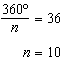 360°/n = 36
n = 10